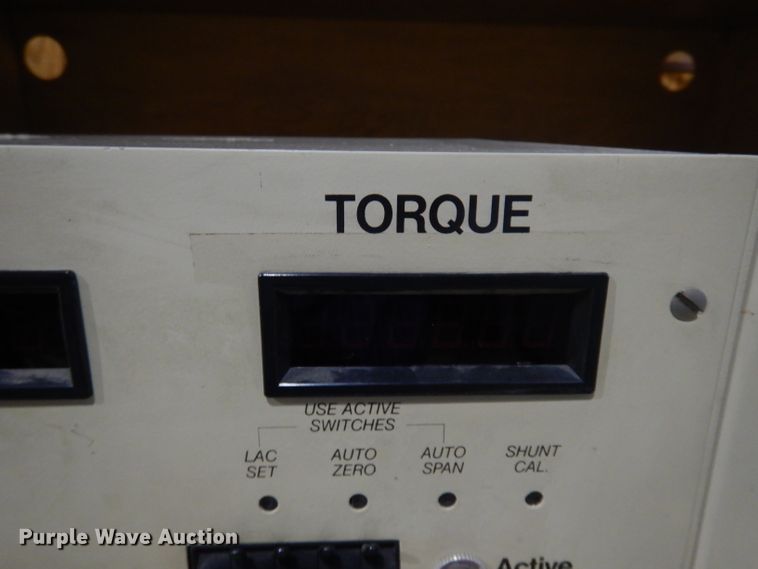 TORQUE
USE ACTIVE
SWITCHES
LAC
SET
AUTO
ZERO
AUTO
SPAN
SHUNT
CAL.
Active
Purple Wave Auction